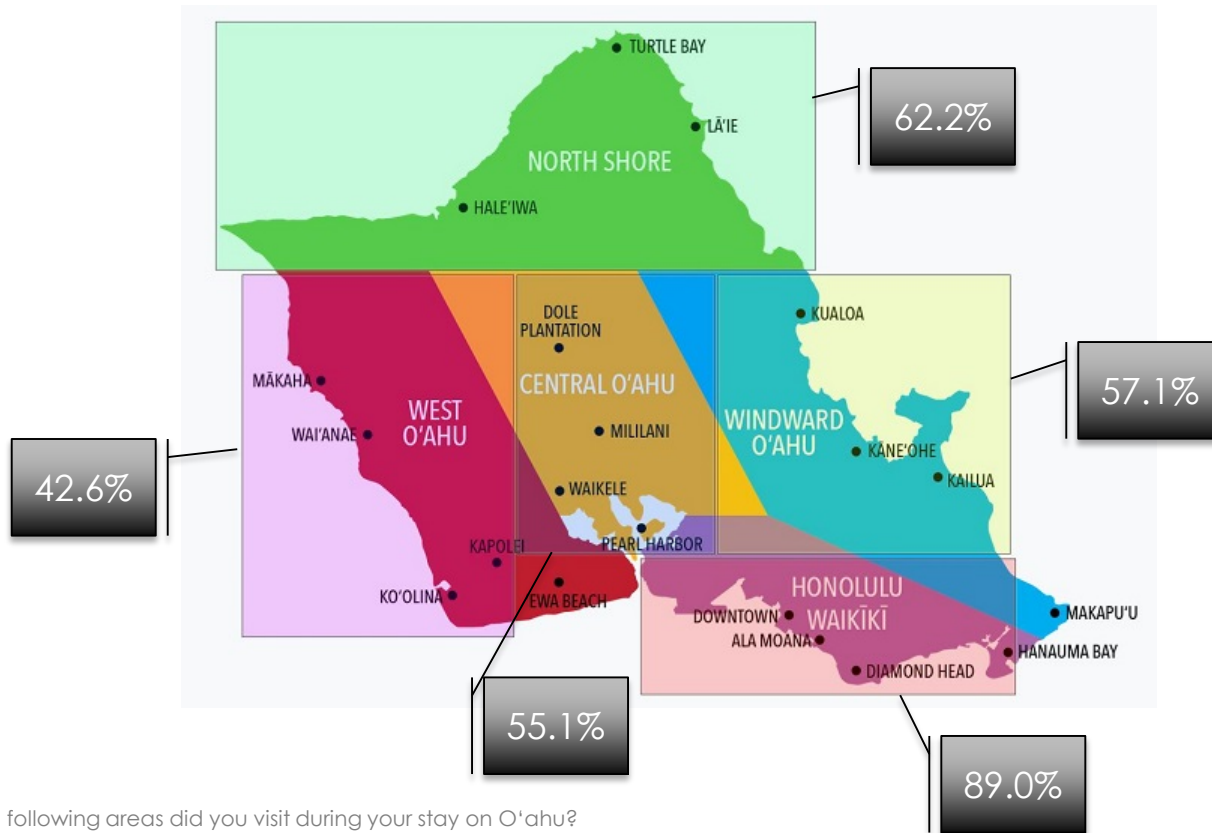 TURTLE BAY
62.2%
LĀ'IE
NORTH SHORE
HALE'IWA
KUALOA
DOLE
PLANTATION
MĀKAHA
CENTRAL O'AHU
57.1%
WEST
O'AHU
WINDWARD
O'AHU
WAI'ANAE
MILILANI
KĀNE'OHE
KAILUA
42.6%
WAIKELE
PEARL HARBOR
KAPOLEI
KO'OLINA
EWA BEACH
HONOLULU
WAIKĪKĪ
DOWNTOWN
ALA MOANA
MAKAPU'U
HANAUMA BAY
DIAMOND HEAD
55.1%
89.0%
following areas did you visit during your stay on O‘ahu?